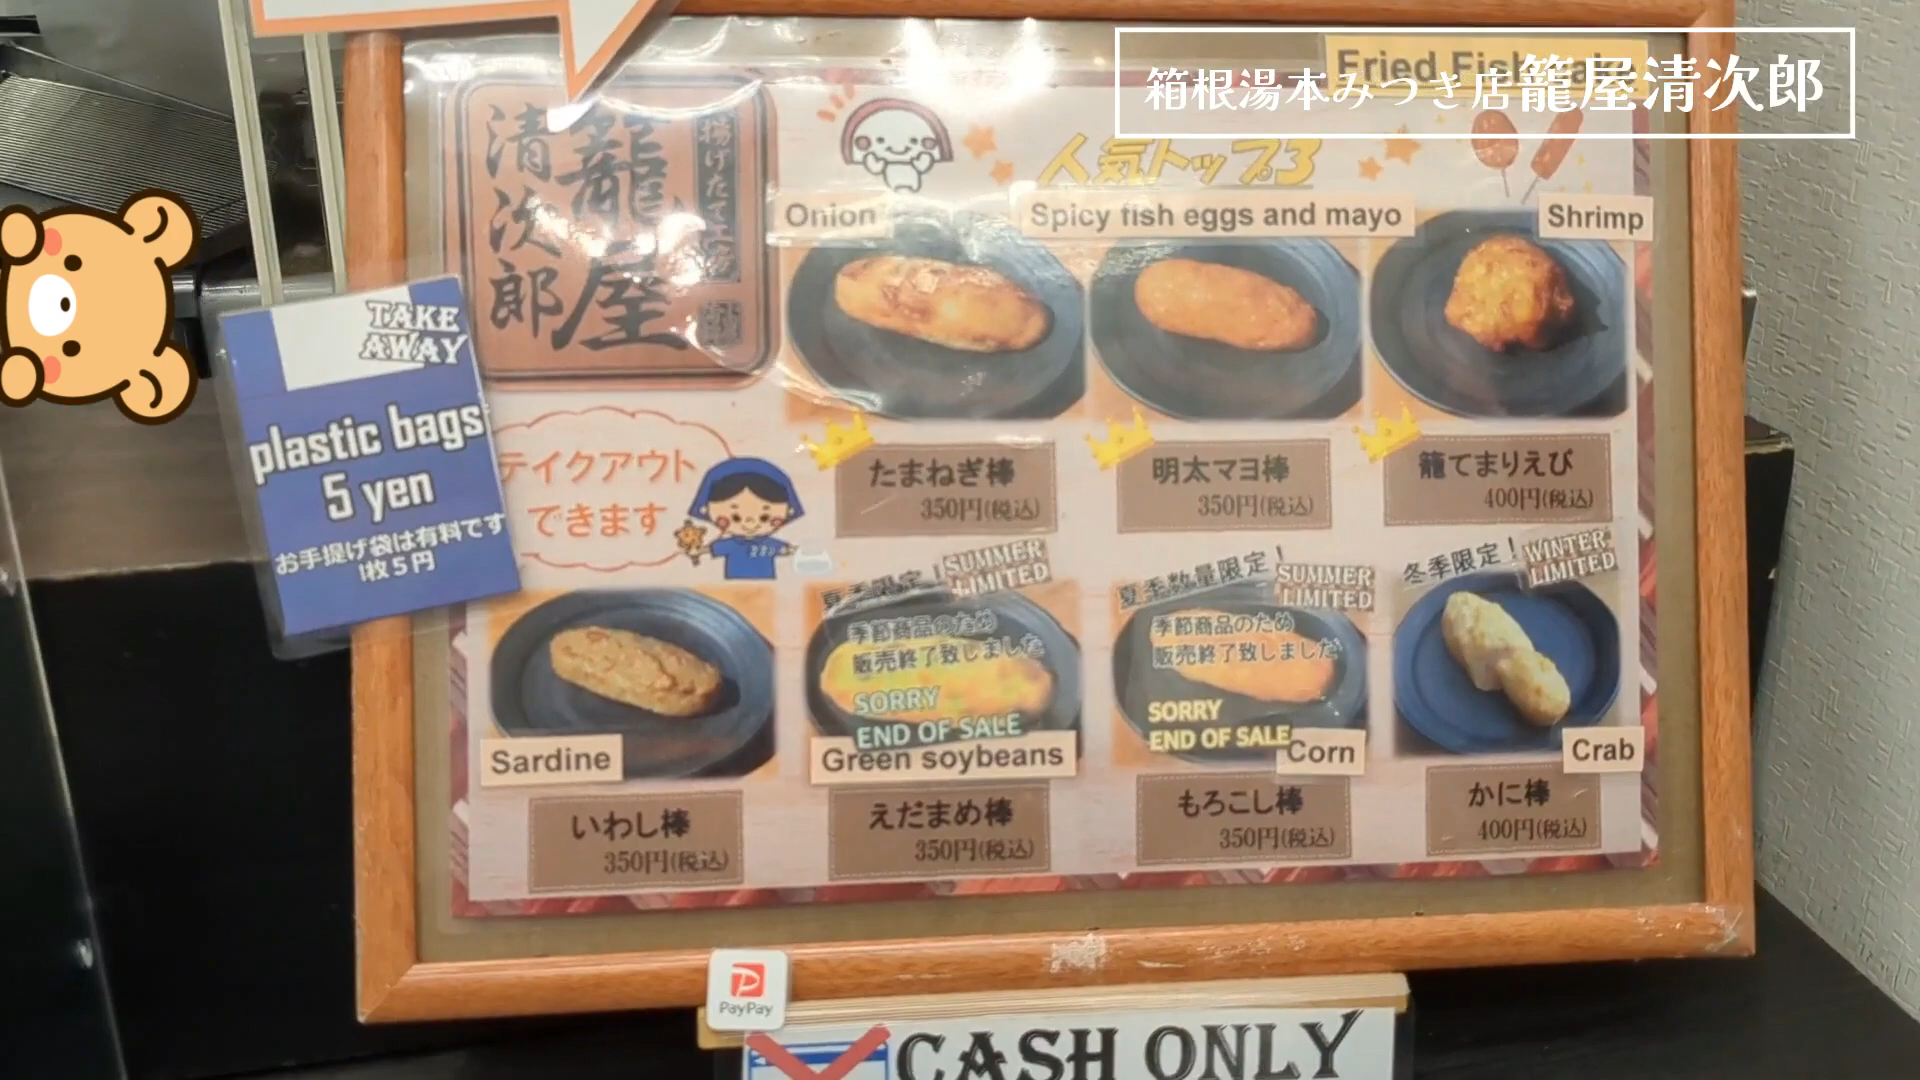 箱根湯本みつき店籠屋清次郎
Fried Fish
揚げたて工房
籠屋
清次郎
人気トップ3
Onion
Spicy fish eggs and mayo
Shrimp
TAKE
AWAY
plastic bags
5 yen
お手提げ袋は有料です
1枚5円
テイクアウト
できます
たまねぎ棒
350円(税込)
明太マヨ棒
350円(税込)
籠てまりえび
400円(税込)
夏季限定!
SUMMER
LIMITED
夏季数量限定!
SUMMER
LIMITED
冬季限定!
WINTER
LIMITED
季節商品のため
販売終了致しました
SORRY
END OF SALE
季節商品のため
販売終了致しました
SORRY
END OF SALE
Sardine
Green soybeans
Corn
Crab
いわし棒
350円(税込)
えだまめ棒
350円(税込)
もろこし棒
350円(税込)
かに棒
400円(税込)
PayPay
CASH ONLY